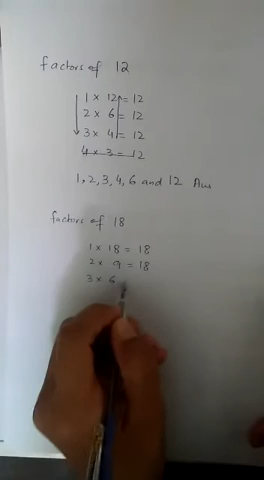 factors of 12
1 × 12 = 12
2 × 6 = 12
3 × 4 = 12
4 × 3 = 12
1, 2, 3, 4, 6 and 12 Ans
factors of 18
1 × 18 = 18
2 × 9 = 18
3 × 6